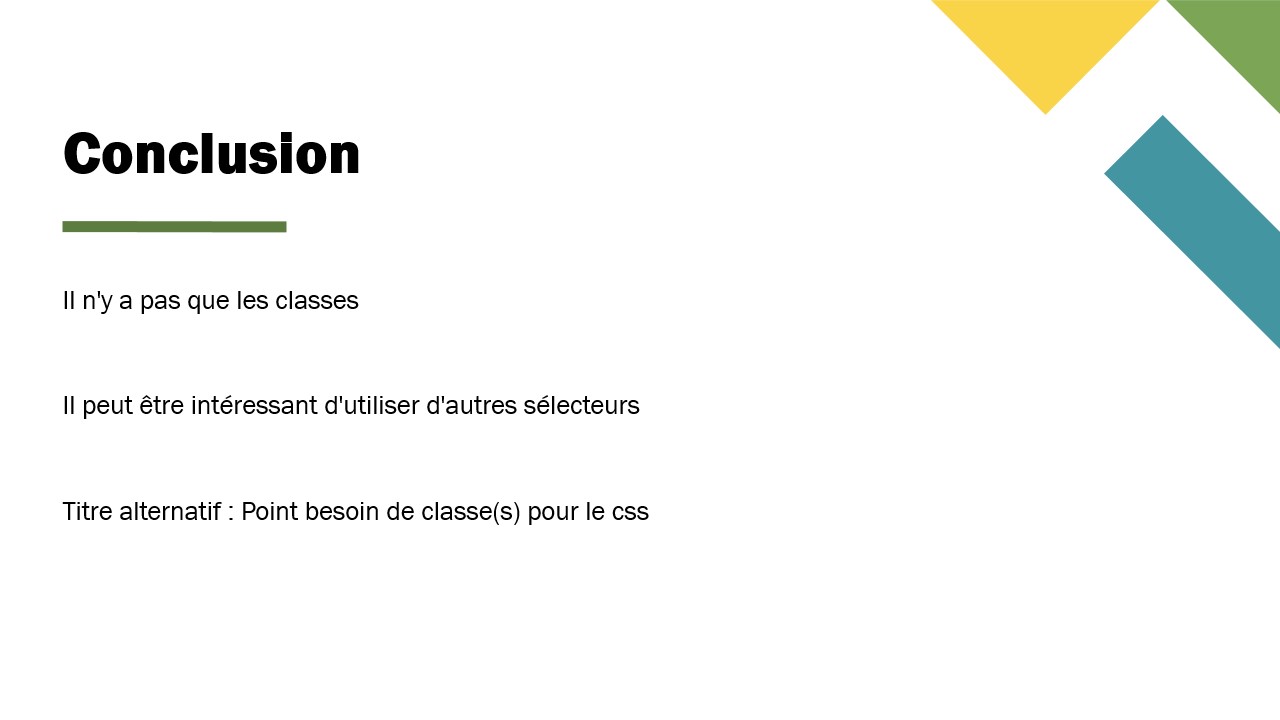 Conclusion
Il n'y a pas que les classes
Il peut être intéressant d'utiliser d'autres sélecteurs
Titre alternatif : Point besoin de classe(s) pour le css